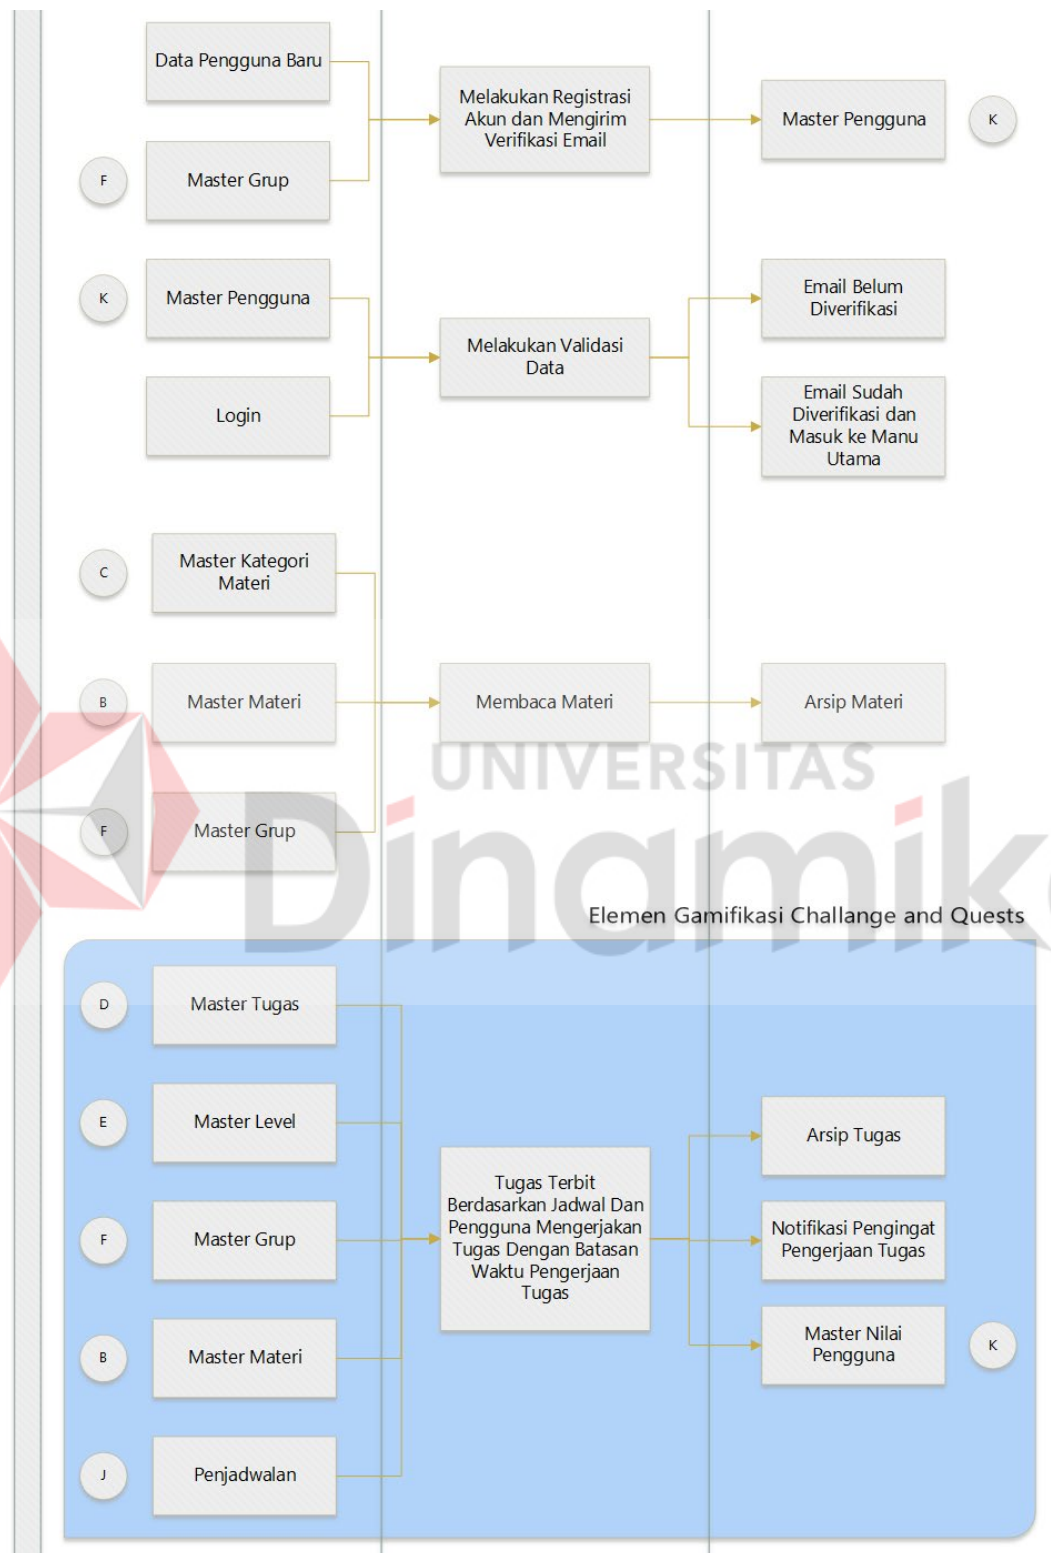 Data Pengguna Baru
Melakukan Registrasi
Akun dan Mengirim
Verifikasi Email
Master Pengguna
K
F
Master Grup
K
Master Pengguna
Email Belum
Diverifikasi
Melakukan Validasi
Data
Login
Email Sudah
Diverifikasi dan
Masuk ke Manu
Utama
C
Master Kategori
Materi
B
Master Materi
Membaca Materi
Arsip Materi
UNIVERSITAS
Dinamika
F
Master Grup
Elemen Gamifikasi Challange and Quests
D
Master Tugas
E
Master Level
Arsip Tugas
Tugas Terbit
Berdasarkan Jadwal Dan
Pengguna Mengerjakan
Tugas Dengan Batasan
Waktu Pengerjaan
Tugas
F
Master Grup
Notifikasi Pengingat
Pengerjaan Tugas
B
Master Materi
Master Nilai
Pengguna
K
J
Penjadwalan